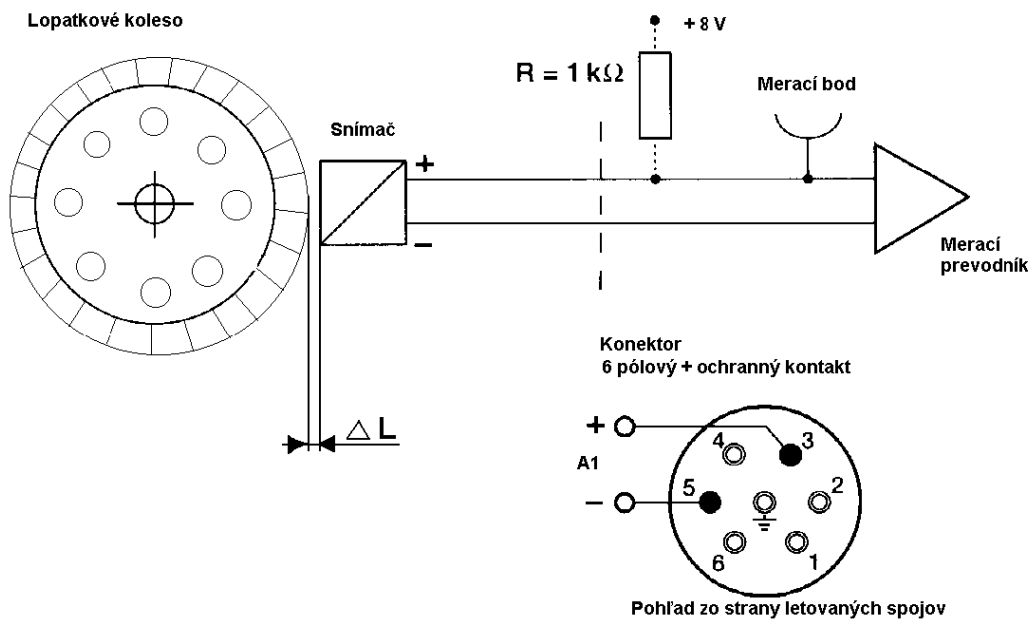 Lopatkové koleso
+ 8 V
R = 1 kΩ
Merací bod
Snímač
+
−
Merací
prevodník
△ L
Konektor
6 pólový + ochranný kontakt
+
A1
−
4
3
5
2
6
1
Pohľad zo strany letovaných spojov